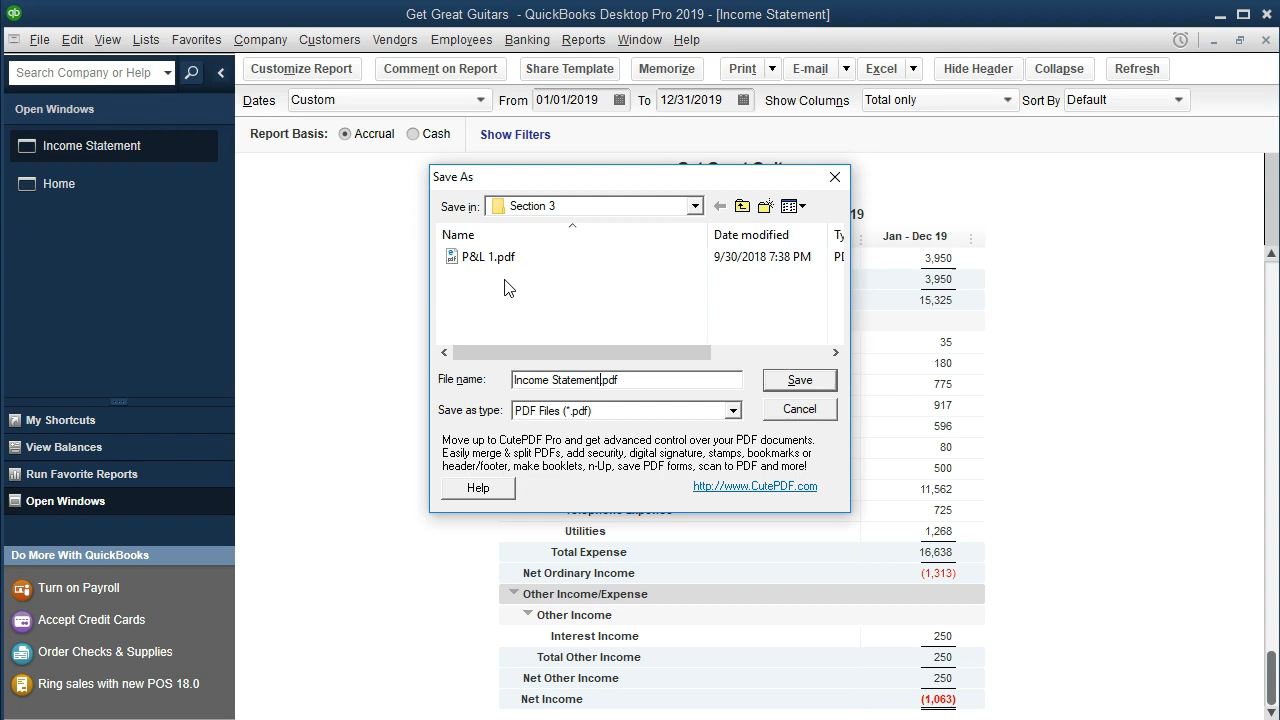 Get Great Guitars - QuickBooks Desktop Pro 2019 - [Income Statement]
File Edit View Lists Favorites Company Customers Vendors Employees Banking Reports Window Help
Search Company or Help
Customize Report Comment on Report Share Template Memorize Print E-mail Excel Hide Header Collapse Refresh
Dates Custom From 01/01/2019 To 12/31/2019 Show Columns Total only Sort By Default
Report Basis: Accrual Cash Show Filters
Open Windows
Income Statement
Home
My Shortcuts
View Balances
Run Favorite Reports
Open Windows
Do More With QuickBooks
Turn on Payroll
Accept Credit Cards
Order Checks & Supplies
Ring sales with new POS 18.0
Save As
Save in: Section 3
Name Date modified
P&L 1.pdf 9/30/2018 7:38 PM
File name: Income Statement.pdf Save
Save as type: PDF Files (*.pdf) Cancel
Move up to CutePDF Pro and get advanced control over your PDF documents.
Easily merge & split PDFs, add security, digital signature, stamps, bookmarks or
header/footer, make booklets, n-Up, save PDF forms, scan to PDF and more!
Help http://www.CutePDF.com
19
Jan - Dec 19
3,950
3,950
15,325
35
180
775
917
596
80
500
11,562
Telephone Expense 725
Utilities 1,268
Total Expense 16,638
Net Ordinary Income (1,313)
Other Income/Expense
Other Income
Interest Income 250
Total Other Income 250
Net Other Income 250
Net Income (1,063)